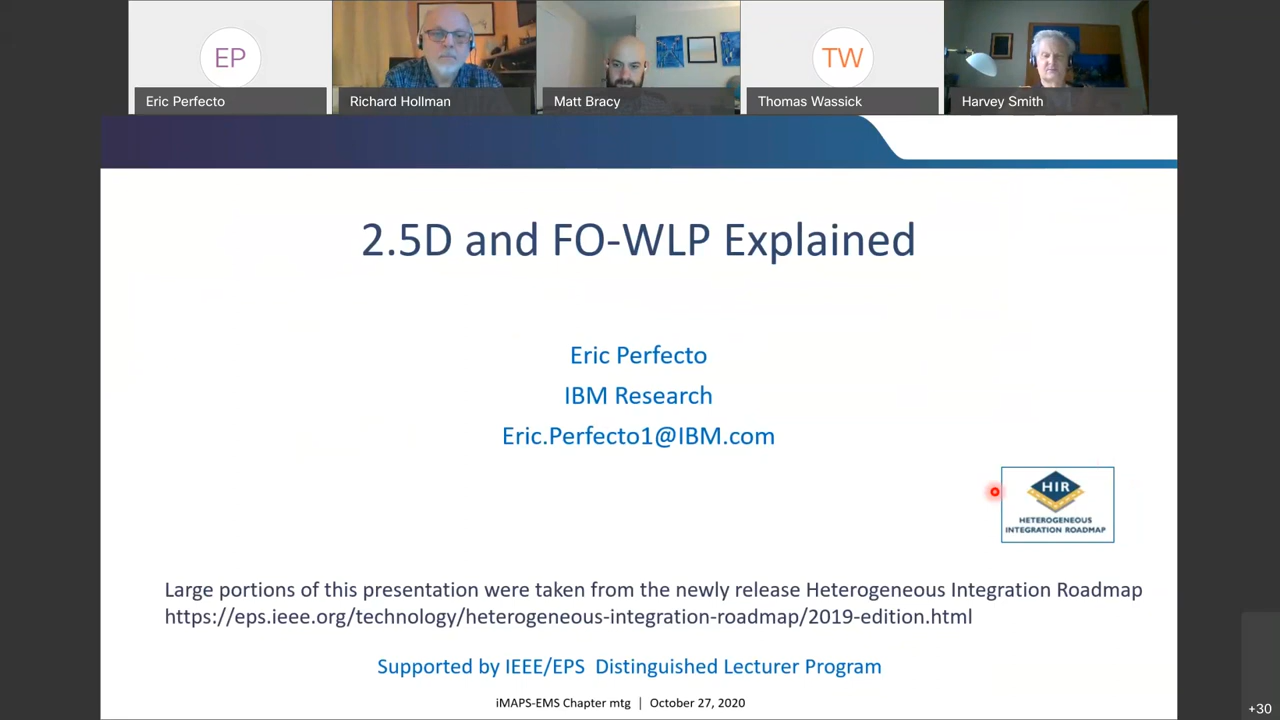 EP
Eric Perfecto
Richard Hollman
Matt Bracy
TW
Thomas Wassick
Harvey Smith
2.5D and FO-WLP Explained
Eric Perfecto
IBM Research
Eric.Perfecto1@IBM.com
HIR
HETEROGENEOUS
INTEGRATION ROADMAP
Large portions of this presentation were taken from the newly release Heterogeneous Integration Roadmap
https://eps.ieee.org/technology/heterogeneous-integration-roadmap/2019-edition.html
Supported by IEEE/EPS Distinguished Lecturer Program
iMAPS-EMS Chapter mtg | October 27, 2020
+30